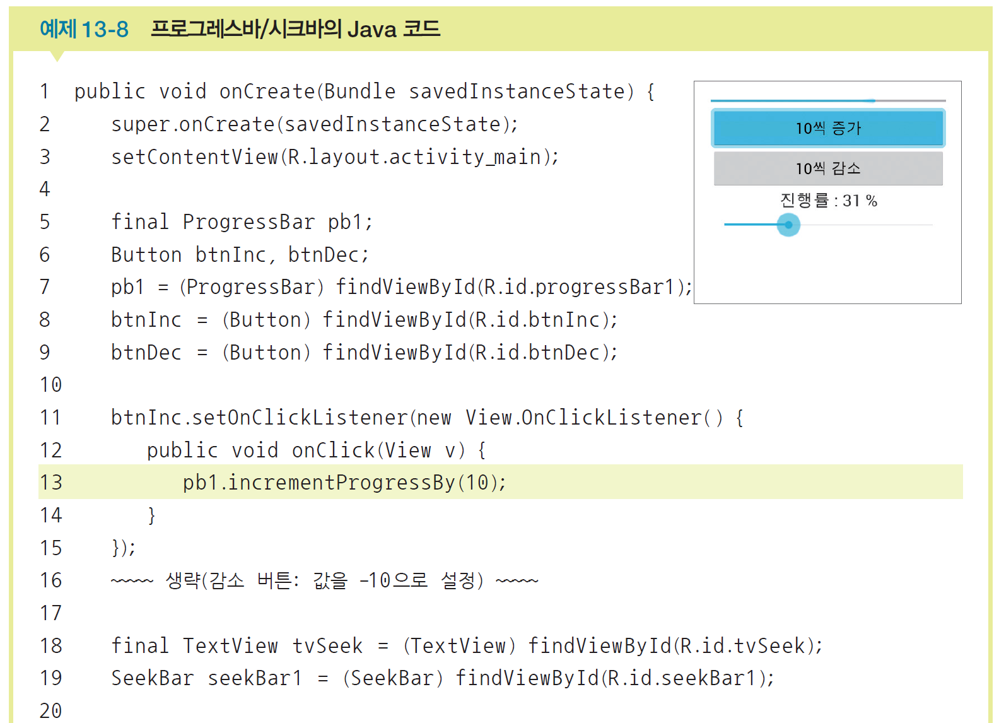 예제 13-8 프로그레스바/시크바의 Java 코드
1 public void onCreate(Bundle savedInstanceState) {
2 super.onCreate(savedInstanceState);
3 setContentView(R.layout.activity_main);
4
5 final ProgressBar pb1;
6 Button btnInc, btnDec;
7 pb1 = (ProgressBar) findViewById(R.id.progressBar1);
8 btnInc = (Button) findViewById(R.id.btnInc);
9 btnDec = (Button) findViewById(R.id.btnDec);
10
11 btnInc.setOnClickListener(new View.OnClickListener() {
12 public void onClick(View v) {
13 pb1.incrementProgressBy(10);
14 }
15 });
16 ~~~~~ 생략(감소 버튼: 값을 -10으로 설정) ~~~~~
17
18 final TextView tvSeek = (TextView) findViewById(R.id.tvSeek);
19 SeekBar seekBar1 = (SeekBar) findViewById(R.id.seekBar1);
20
10씩 증가
10씩 감소
진행률 : 31 %